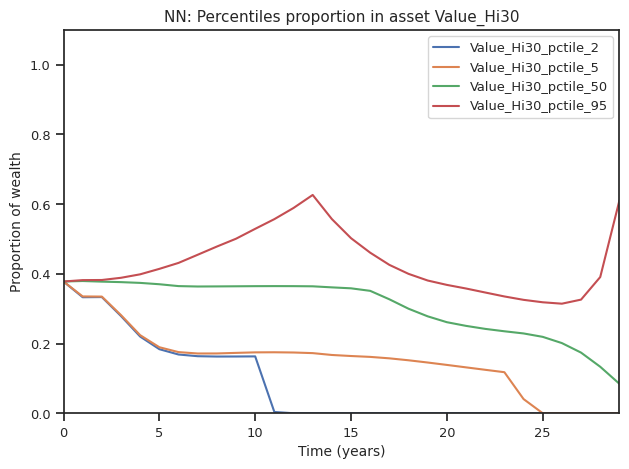 NN: Percentiles proportion in asset Value_Hi30
Value_Hi30_pctile_2
Value_Hi30_pctile_5
Value_Hi30_pctile_50
Value_Hi30_pctile_95
Proportion of wealth
1.0
0.8
0.6
0.4
0.2
0.0
0 5 10 15 20 25
Time (years)